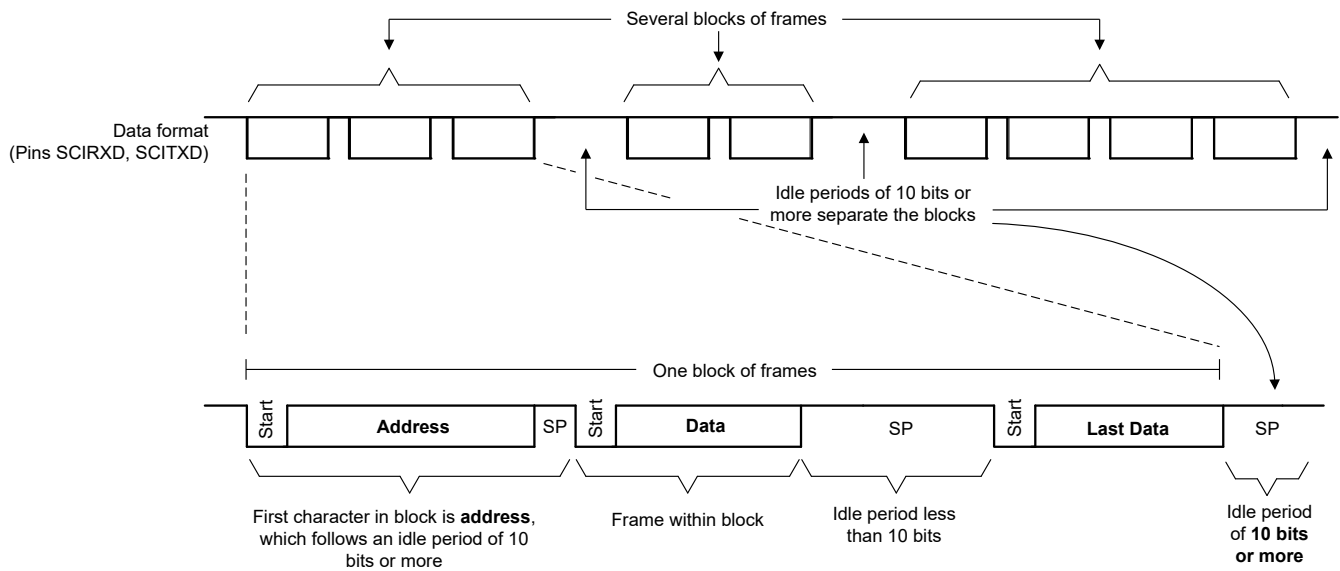 Several blocks of frames
Data format
(Pins SCIRXD, SCITXD)
Idle periods of 10 bits or
more separate the blocks
One block of frames
Start
Address
SP
Start
Data
SP
Start
Last Data
SP
First character in block is address,
which follows an idle period of 10
bits or more
Frame within block
Idle period less
than 10 bits
Idle period
of 10 bits
or more